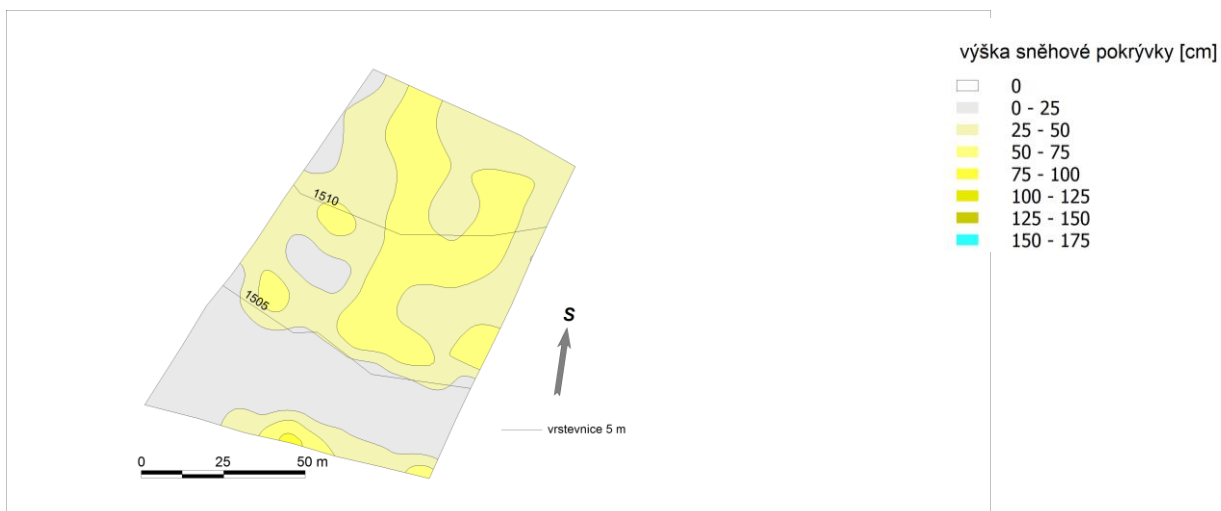 výška sněhové pokrývky [cm]
0
0 - 25
25 - 50
50 - 75
75 - 100
100 - 125
125 - 150
150 - 175
1510
1505
S
vrstevnice 5 m
0 25 50 m